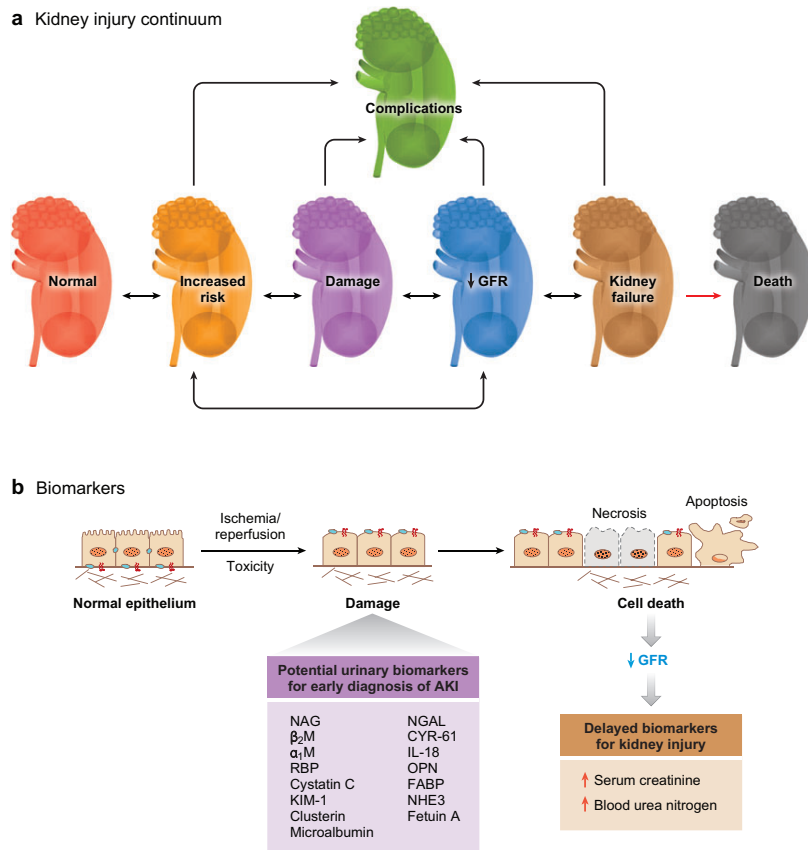 a Kidney injury continuum
Complications
Normal
Increased
risk
Damage
↓ GFR
Kidney
failure
Death
b Biomarkers
Ischemia/
reperfusion
Toxicity
Necrosis
Apoptosis
Normal epithelium
Damage
Cell death
↓ GFR
Potential urinary biomarkers
for early diagnosis of AKI
NAG
β₂M
α₁M
RBP
Cystatin C
KIM-1
Clusterin
Microalbumin
NGAL
CYR-61
IL-18
OPN
FABP
NHE3
Fetuin A
Delayed biomarkers
for kidney injury
↑ Serum creatinine
↑ Blood urea nitrogen